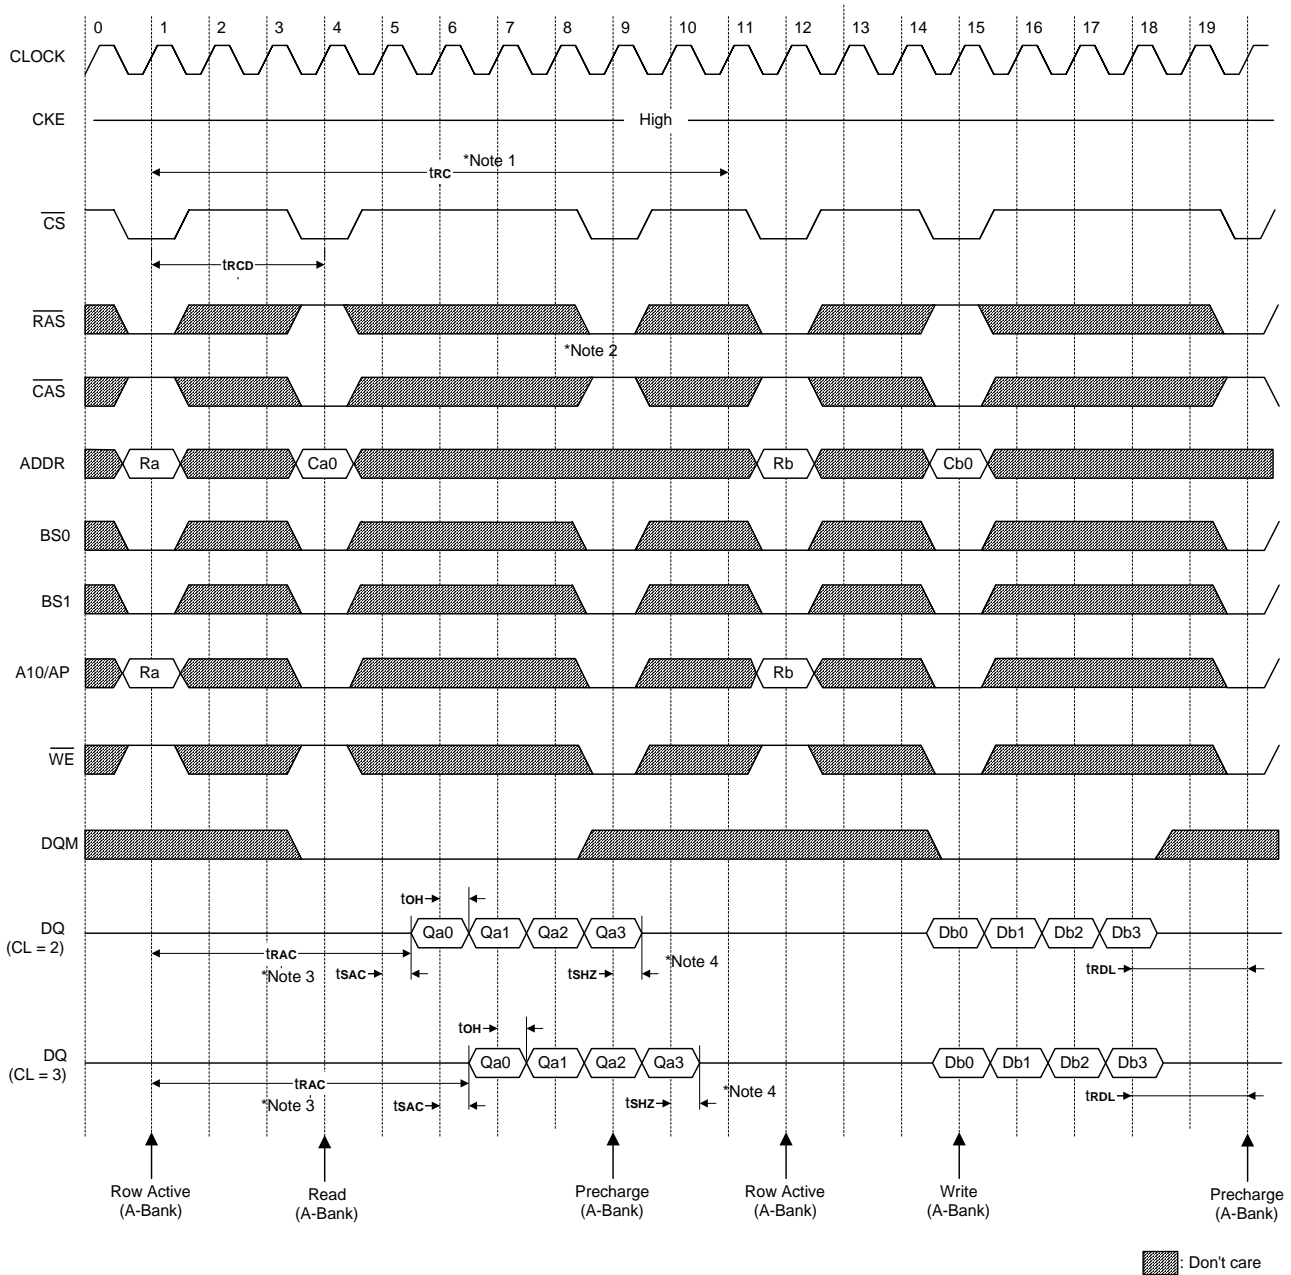 0 1 2 3 4 5 6 7 8 9 10 11 12 13 14 15 16 17 18 19
CLOCK
CKE
High
*Note 1
tRC
CS
tRCD
RAS
*Note 2
CAS
ADDR
Ra Ca0 Rb Cb0
BS0
BS1
A10/AP
Ra Rb
WE
DQM
tOH
DQ
(CL = 2)
Qa0 Qa1 Qa2 Qa3 Db0 Db1 Db2 Db3
tRAC
*Note 3
tSAC
tSHZ
*Note 4
tRDL
tOH
DQ
(CL = 3)
Qa0 Qa1 Qa2 Qa3 Db0 Db1 Db2 Db3
tRAC
*Note 3
tSAC
tSHZ
*Note 4
tRDL
Row Active
(A-Bank)
Read
(A-Bank)
Precharge
(A-Bank)
Row Active
(A-Bank)
Write
(A-Bank)
Precharge
(A-Bank)
: Don't care